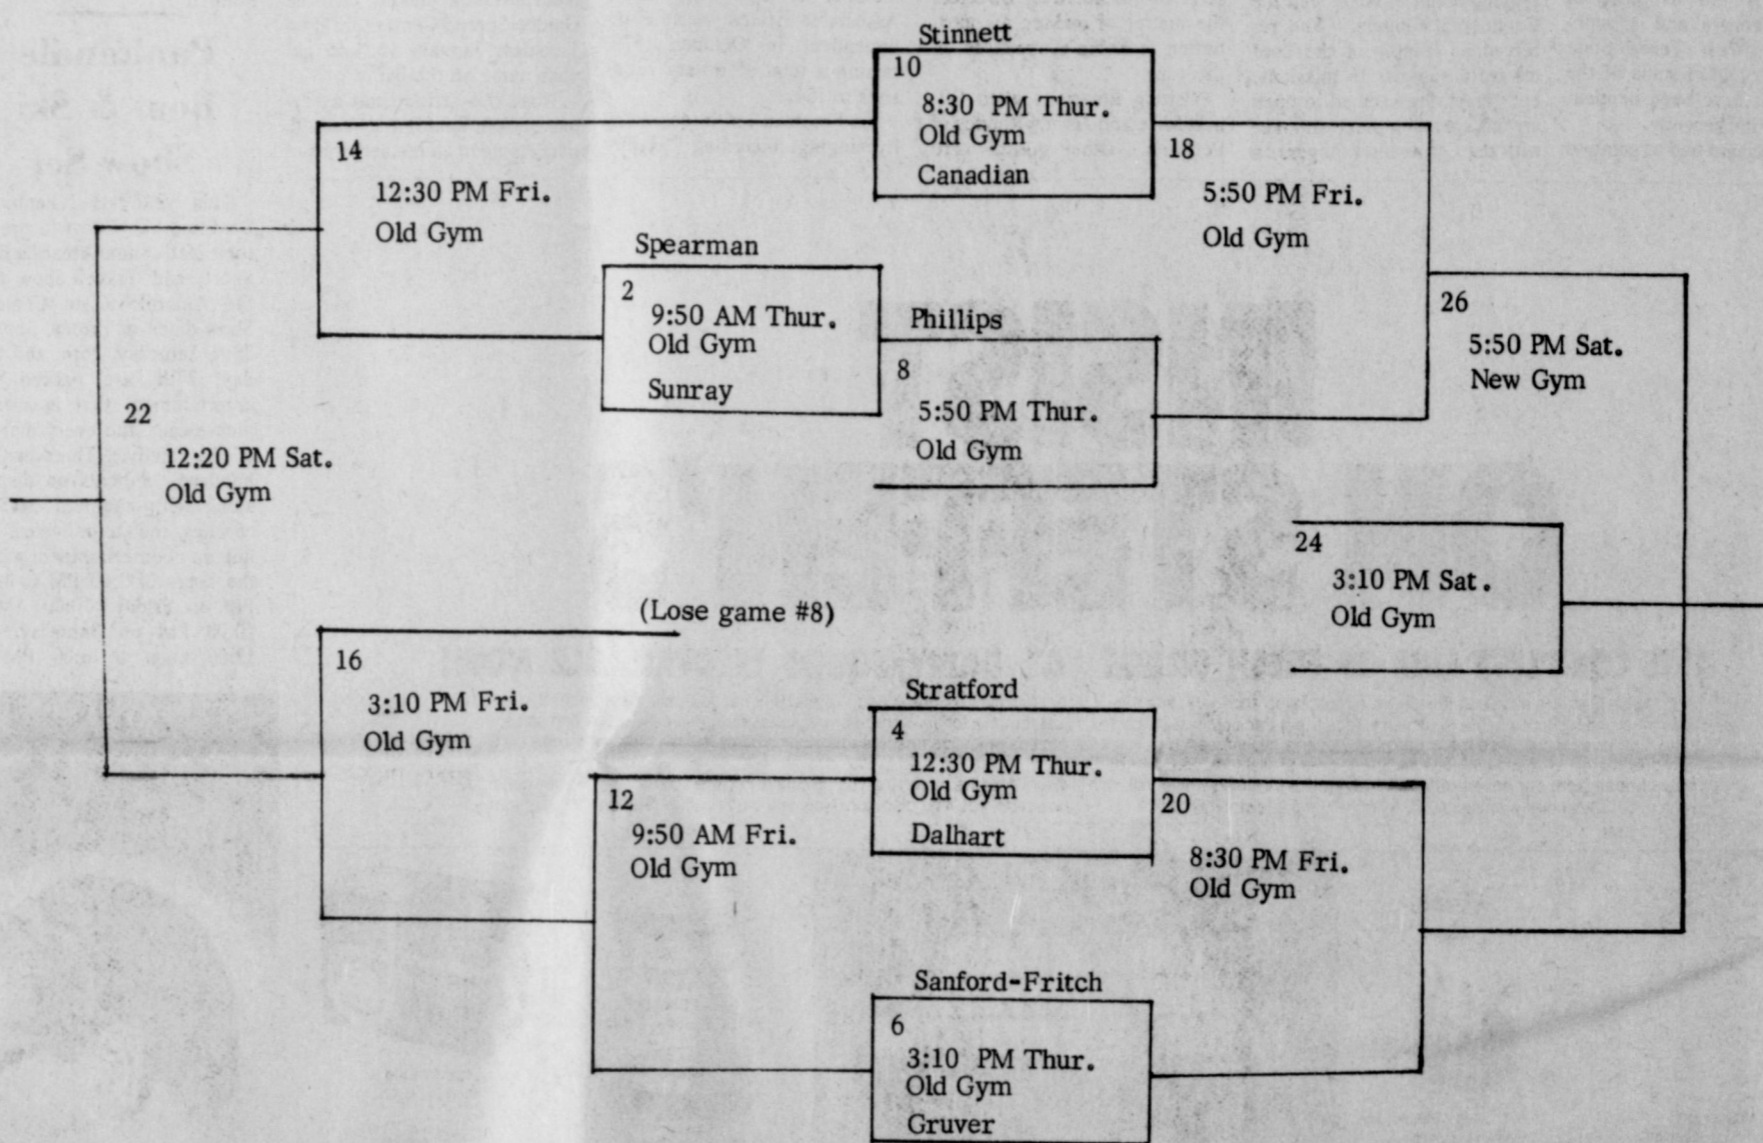 Stinnett
10
8:30 PM Thur.
Old Gym
Canadian
14
12:30 PM Fri.
Old Gym
18
5:50 PM Fri.
Old Gym
Spearman
2
9:50 AM Thur.
Old Gym
Sunray
Phillips
8
5:50 PM Thur.
Old Gym
26
5:50 PM Sat.
New Gym
22
12:20 PM Sat.
Old Gym
24
3:10 PM Sat.
Old Gym
(Lose game #8)
16
3:10 PM Fri.
Old Gym
Stratford
4
12:30 PM Thur.
Old Gym
Dalhart
12
9:50 AM Fri.
Old Gym
20
8:30 PM Fri.
Old Gym
Sanford-Fritch
6
3:10 PM Thur.
Old Gym
Gruver